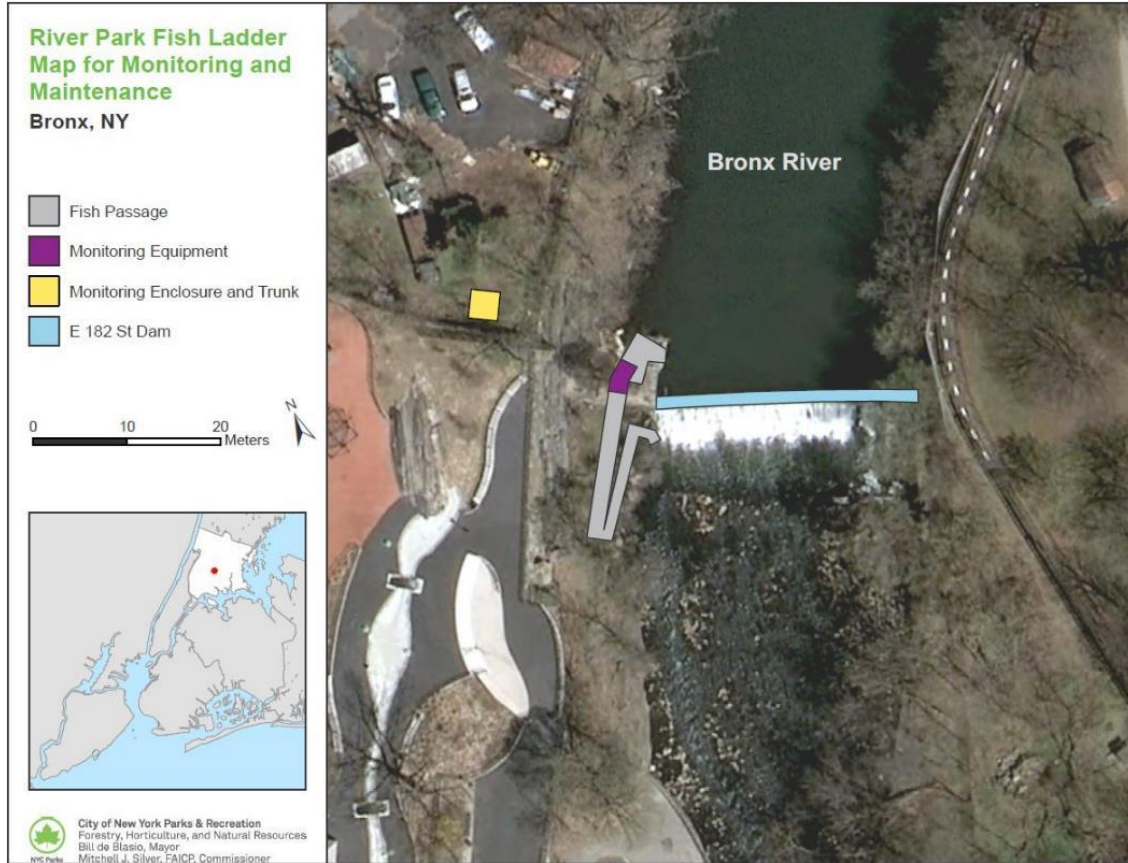 River Park Fish Ladder
Map for Monitoring and
Maintenance
Bronx, NY
Fish Passage
Monitoring Equipment
Monitoring Enclosure and Trunk
E 182 St Dam
N
0 10 20
Meters
Bronx River
City of New York Parks & Recreation
Forestry, Horticulture, and Natural Resources
Bill de Blasio, Mayor
Mitchell J. Silver, FAICP, Commissioner
NYC Parks